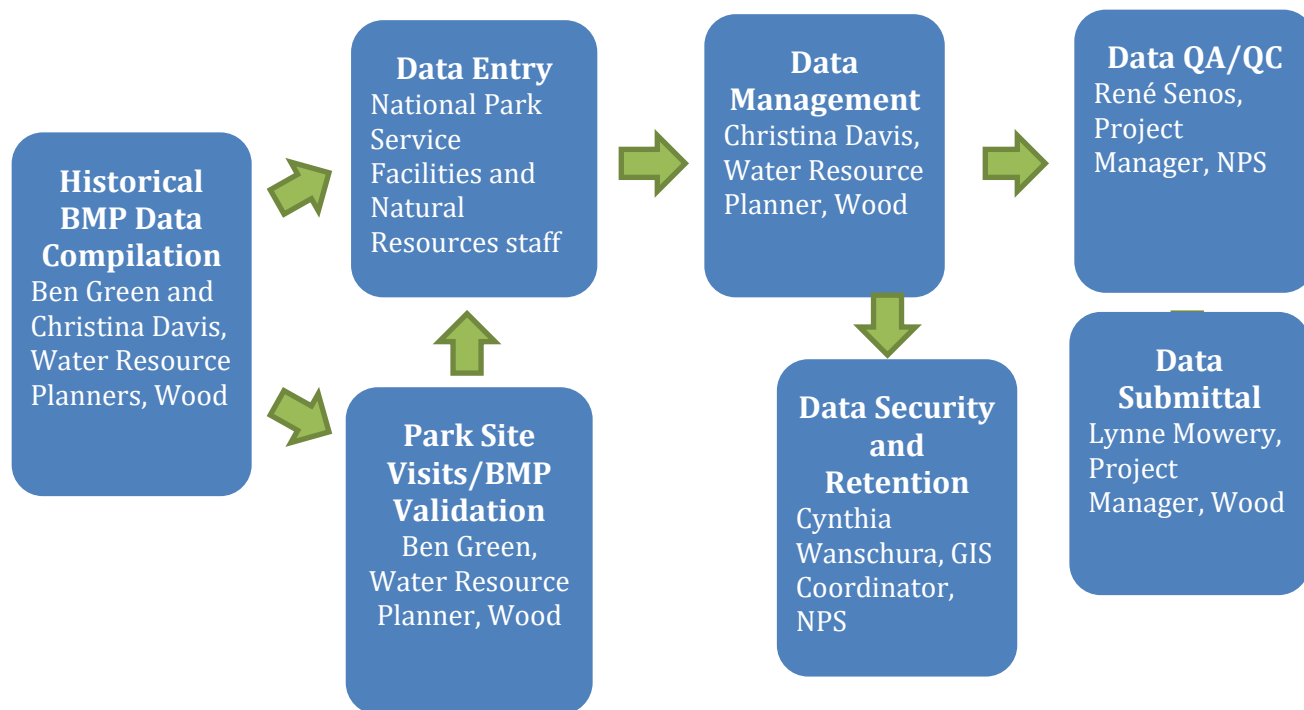 Historical
BMP Data
Compilation
Ben Green and
Christina Davis,
Water Resource
Planners, Wood
Data Entry
National Park
Service
Facilities and
Natural
Resources staff
Park Site
Visits/BMP
Validation
Ben Green,
Water Resource
Planner, Wood
Data
Management
Christina Davis,
Water Resource
Planner, Wood
Data Security
and
Retention
Cynthia
Wanschura, GIS
Coordinator,
NPS
Data QA/QC
René Senos,
Project
Manager, NPS
Data
Submittal
Lynne Mowery,
Project
Manager, Wood